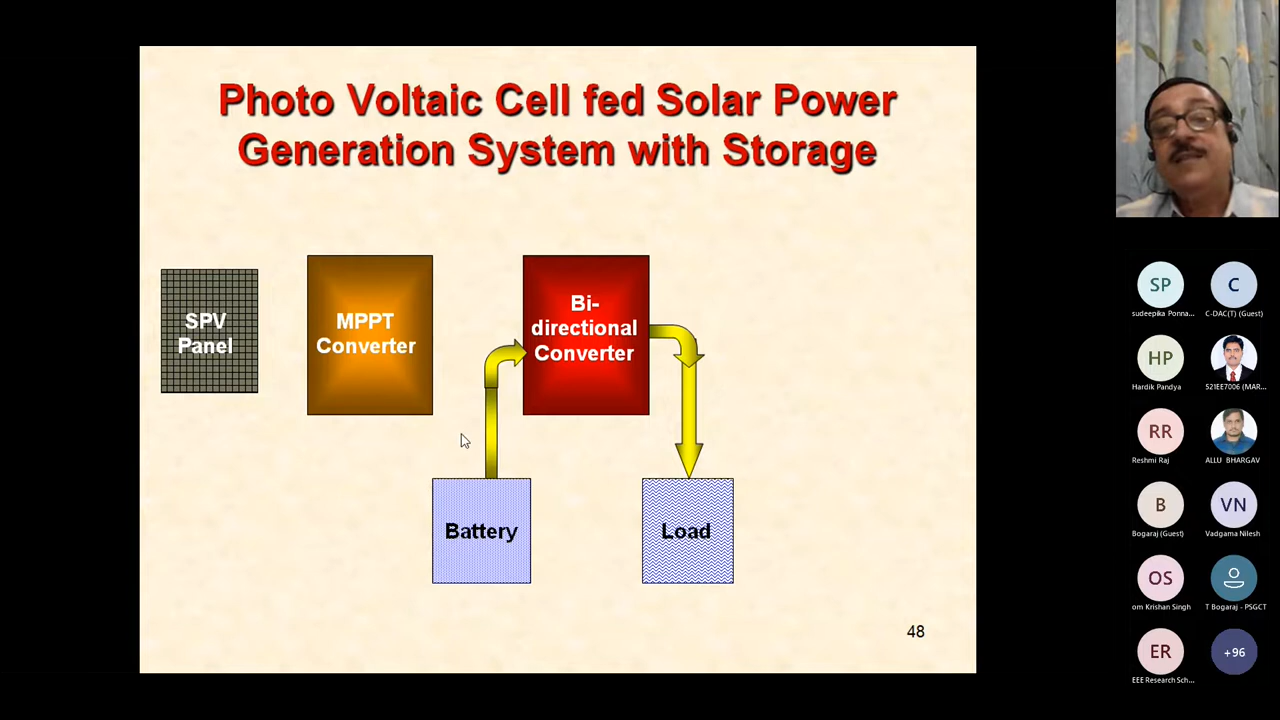 Photo Voltaic Cell fed Solar Power
Generation System with Storage
SPV
Panel
MPPT
Converter
Bi-
directional
Converter
Battery
Load
48
SP
sudeepika Ponna...
C
C-DAC(T) (Guest)
HP
Hardik Pandya
521EE7006 (MAR...
RR
Reshmi Raj
ALLU BHARGAV
B
Bogaraj (Guest)
VN
Vadgama Nilesh
OS
om Krishan Singh
T Bogaraj - PSGCT
ER
EEE Research Sch...
+96